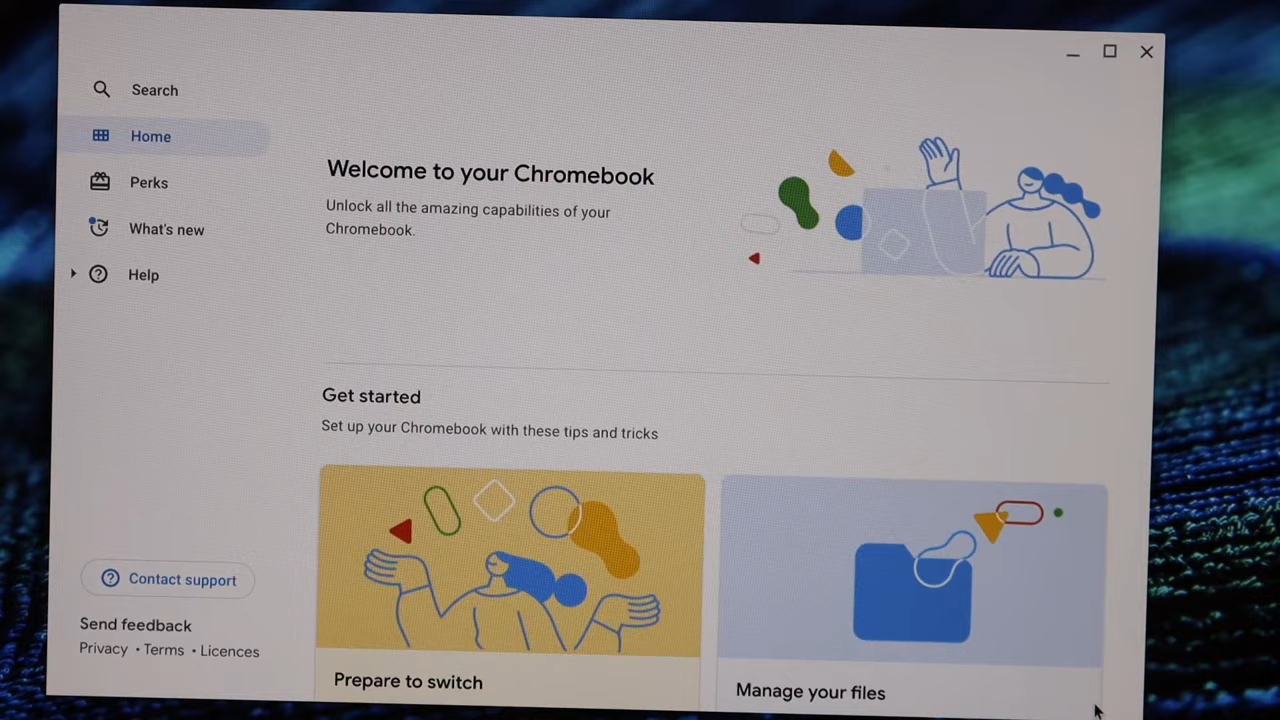 Search
Home
Perks
What's new
Help
Contact support
Send feedback
Privacy • Terms • Licences
Welcome to your Chromebook
Unlock all the amazing capabilities of your
Chromebook.
Get started
Set up your Chromebook with these tips and tricks
Prepare to switch
Manage your files